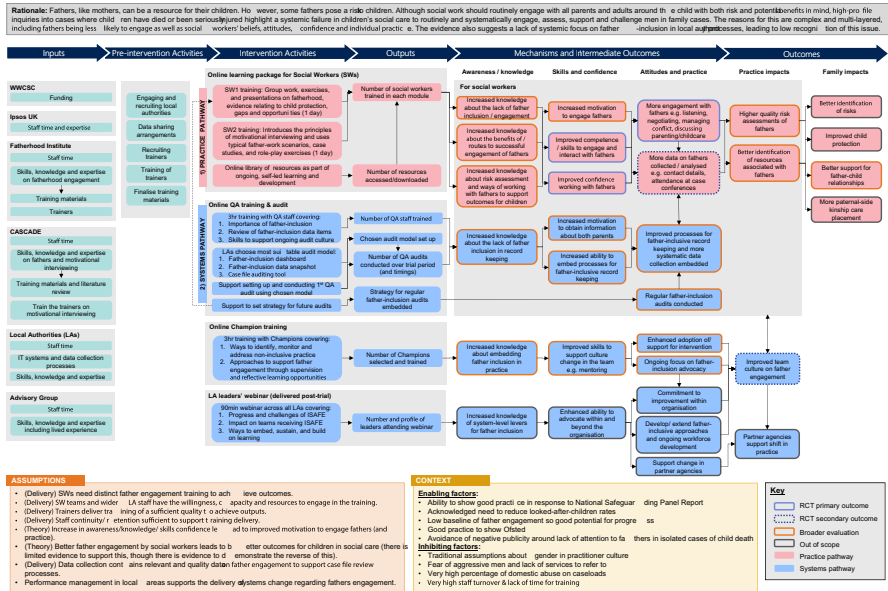 Rationale: Fathers, like mothers, can be a resource for their children. However, some fathers pose a risk to children. Although social work should routinely engage with all parents and adults around the child with both risk and potential benefits in mind, high-profile
inquiries into cases where children have died or been seriously injured highlight a systemic failure in children's social care to routinely and systematically engage, assess, support and challenge men in family cases. The reasons for this are complex and multi-layered,
including fathers being less likely to engage as well as social workers' beliefs, attitudes, confidence and individual practice. The evidence also suggests a lack of systemic focus on father-inclusion in local authority processes, leading to low recognition of this issue.
Inputs
Pre-intervention Activities
Intervention Activities
Outputs
Mechanisms and Intermediate Outcomes
Outcomes
WWCSC
Funding
Ipsos UK
Staff time and expertise
Fatherhood Institute
Staff time
Skills, knowledge and expertise
on fatherhood engagement
Training materials
Trainers
CASCADE
Staff time
Skills, knowledge and expertise
on fathers and motivational
interviewing
Training materials and literature
review
Train the trainers on
motivational interviewing
Local Authorities (LAs)
Staff time
IT systems and data collection
processes
Skills, knowledge and expertise
Advisory Group
Staff time
Skills, knowledge and expertise
including lived experience
Engaging and
recruiting local
authorities
Data sharing
arrangements
Recruiting
trainers
Training of
trainers
Finalise training
materials
1) PRACTICE PATHWAY
Online learning package for Social Workers (SWs)
SW1 training: Group work, exercises,
and presentations on fatherhood,
evidence relating to child protection,
gaps and opportunities (1 day)
SW2 training: Introduces the principles
of motivational interviewing and uses
typical father-work scenarios, case
studies, and role-play exercises (1 day)
Online library of resources as part of
ongoing, self-led learning and
development
Number of social workers
trained in each module
Number of resources
accessed/downloaded
2) SYSTEMS PATHWAY
Online QA training & audit
3hr training with QA staff covering:
1. Importance of father-inclusion
2. Review of father-inclusion data items
3. Skills to support ongoing audit culture
LAs choose most suitable audit model:
1. Father-inclusion dashboard
2. Father-inclusion data snapshot
3. Case file auditing tool
Support setting up and conducting 1ST QA
audit using chosen model
Support to set strategy for future audits
Number of QA staff trained
Chosen audit model set up
Number of QA audits
conducted over trial period
(and timings)
Strategy for regular
father-inclusion audits
embedded
Online Champion training
3hr training with Champions covering:
1. Ways to identify, monitor and
address non-inclusive practice
2. Approaches to support father
engagement through supervision
and reflective learning opportunities
Number of Champions
selected and trained
LA leaders' webinar (delivered post-trial)
90min webinar across all LAs covering:
1. Progress and challenges of ISAFE
2. Impact on teams receiving ISAFE
3. Ways to embed, sustain, and build
on learning
Number and profile of
leaders attending webinar
Awareness / knowledge
Skills and confidence
Attitudes and practice
Practice impacts
Family impacts
For social workers
Increased knowledge
about the lack of father
inclusion / engagement
Increased knowledge
about the benefits of /
routes to successful
engagement of fathers
Increased knowledge
about risk assessment
and ways of working
with fathers to support
outcomes for children
Increased motivation
to engage fathers
Improved competence
/ skills to engage and
interact with fathers
Improved confidence
working with fathers
More engagement with
fathers e.g. listening,
negotiating, managing
conflict, discussing
parenting/childcare
More data on fathers
collected / analysed
e.g. contact details,
attendance at case
conferences
Higher quality risk
assessments of
fathers
Better identification
of resources
associated with
fathers
Better identification
of risks
Improved child
protection
Better support for
father-child
relationships
More paternal-side
kinship care
placement
Increased knowledge
about the lack of father
inclusion in record
keeping
Increased motivation
to obtain information
about both parents
Increased ability to
embed processes for
father-inclusive record
keeping
Improved processes for
father-inclusive record
keeping and more
systematic data
collection embedded
Regular father-inclusion
audits conducted
Increased knowledge
about embedding
father inclusion in
practice
Improved skills to
support culture
change in the team
e.g. mentoring
Enhanced adoption of/
support for intervention
Ongoing focus on father-
inclusion advocacy
Improved team
culture on father
engagement
Increased knowledge
of system-level levers
for father inclusion
Enhanced ability to
advocate within and
beyond the
organisation
Commitment to
improvement within
organisation
Develop/ extend father-
inclusive approaches
and ongoing workforce
development
Support change in
partner agencies
Partner agencies
support shift in
practice
ASSUMPTIONS
• (Delivery) SWs need distinct father engagement training to achieve outcomes.
• (Delivery) SW teams and wider LA staff have the willingness, capacity and resources to engage in the training.
• (Delivery) Trainers deliver training of a sufficient quality to achieve outputs.
• (Delivery) Staff continuity/ retention sufficient to support training delivery.
• (Theory) Increase in awareness/knowledge/ skills confidence lead to improved motivation to engage fathers (and
practice).
• (Theory) Better father engagement by social workers leads to better outcomes for children in social care (there is
limited evidence to support this, though there is evidence to demonstrate the reverse of this).
• (Delivery) Data collection contains relevant and quality data on father engagement to support case file review
processes.
• Performance management in local areas supports the delivery of systems change regarding fathers engagement.
CONTEXT
Enabling factors:
• Ability to show good practice in response to National Safeguarding Panel Report
• Acknowledged need to reduce looked-after-children rates
• Low baseline of father engagement so good potential for progress
• Good practice to show Ofsted
• Avoidance of negative publicity around lack of attention to fathers in isolated cases of child death
Inhibiting factors:
• Traditional assumptions about gender in practitioner culture
• Fear of aggressive men and lack of services to refer to
• Very high percentage of domestic abuse on caseloads
• Very high staff turnover & lack of time for training
Key
RCT primary outcome
RCT secondary outcome
Broader evaluation
Out of scope
Practice pathway
Systems pathway